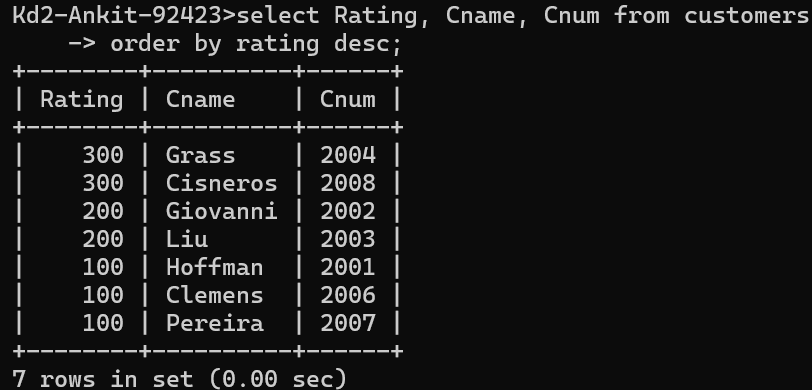 Kd2-Ankit-92423>select Rating, Cname, Cnum from customers
    -> order by rating desc;
+--------+----------+------+
| Rating | Cname    | Cnum |
+--------+----------+------+
|    300 | Grass    | 2004 |
|    300 | Cisneros | 2008 |
|    200 | Giovanni | 2002 |
|    200 | Liu      | 2003 |
|    100 | Hoffman  | 2001 |
|    100 | Clemens  | 2006 |
|    100 | Pereira  | 2007 |
+--------+----------+------+
7 rows in set (0.00 sec)